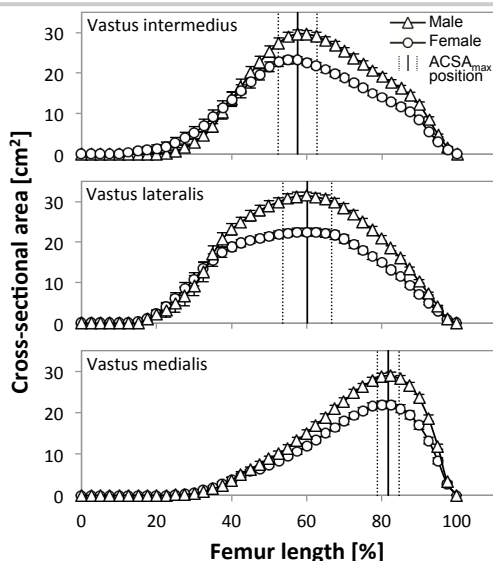 Vastus intermedius
Male
Female
ACSAmax
position
30
20
10
0
Vastus lateralis
30
20
10
0
Vastus medialis
30
20
10
0
Cross-sectional area [cm²]
0 20 40 60 80 100
Femur length [%]